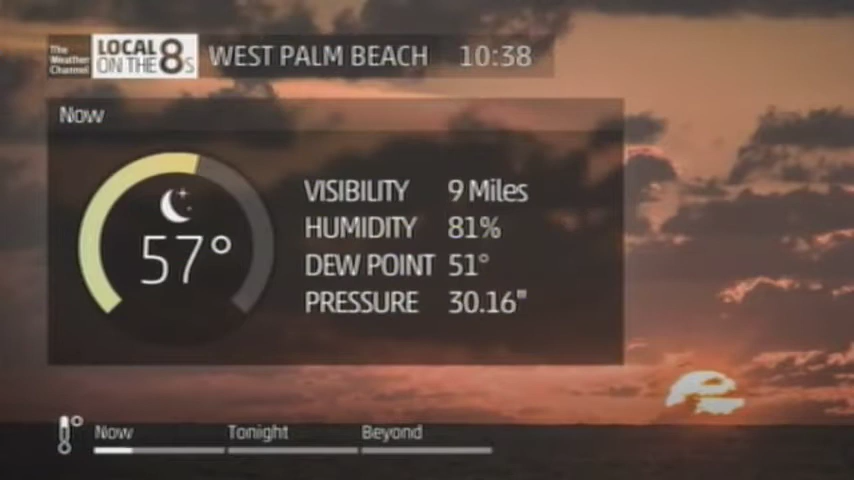 The Weather Channel
LOCAL ON THE 8s
WEST PALM BEACH 10:38
Now
57°
VISIBILITY 9 Miles
HUMIDITY 81%
DEW POINT 51°
PRESSURE 30.16"
Now Tonight Beyond